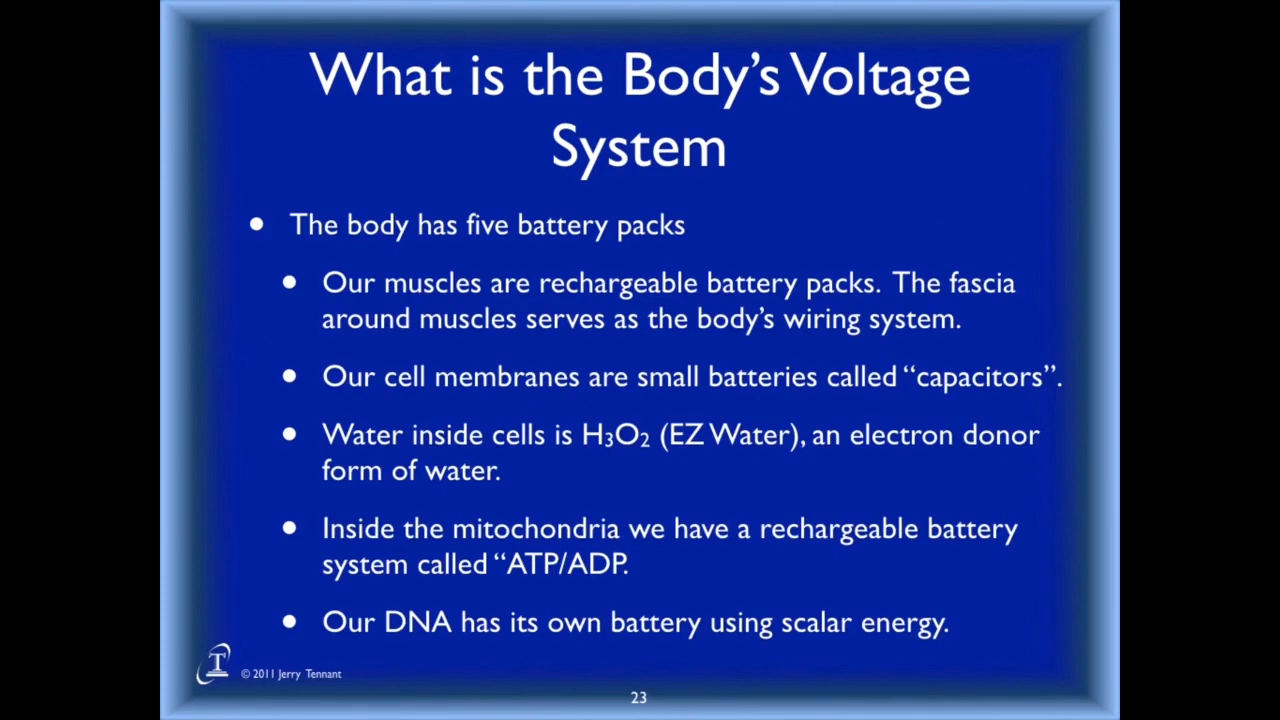 What is the Body's Voltage
System
• The body has five battery packs
• Our muscles are rechargeable battery packs. The fascia
around muscles serves as the body's wiring system.
• Our cell membranes are small batteries called “capacitors”.
• Water inside cells is H₃O₂ (EZ Water), an electron donor
form of water.
• Inside the mitochondria we have a rechargeable battery
system called “ATP/ADP.
• Our DNA has its own battery using scalar energy.
T © 2011 Jerry Tennant
23